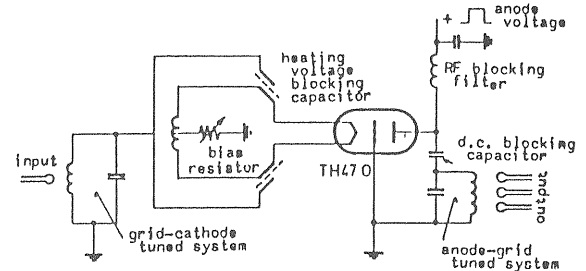 +
anode
voltage
heating
voltage
blocking
capacitor
RF blocking
filter
bias
resistor
TH470
d.c. blocking
capacitor
input
output
grid-cathode
tuned system
anode-grid
tuned system